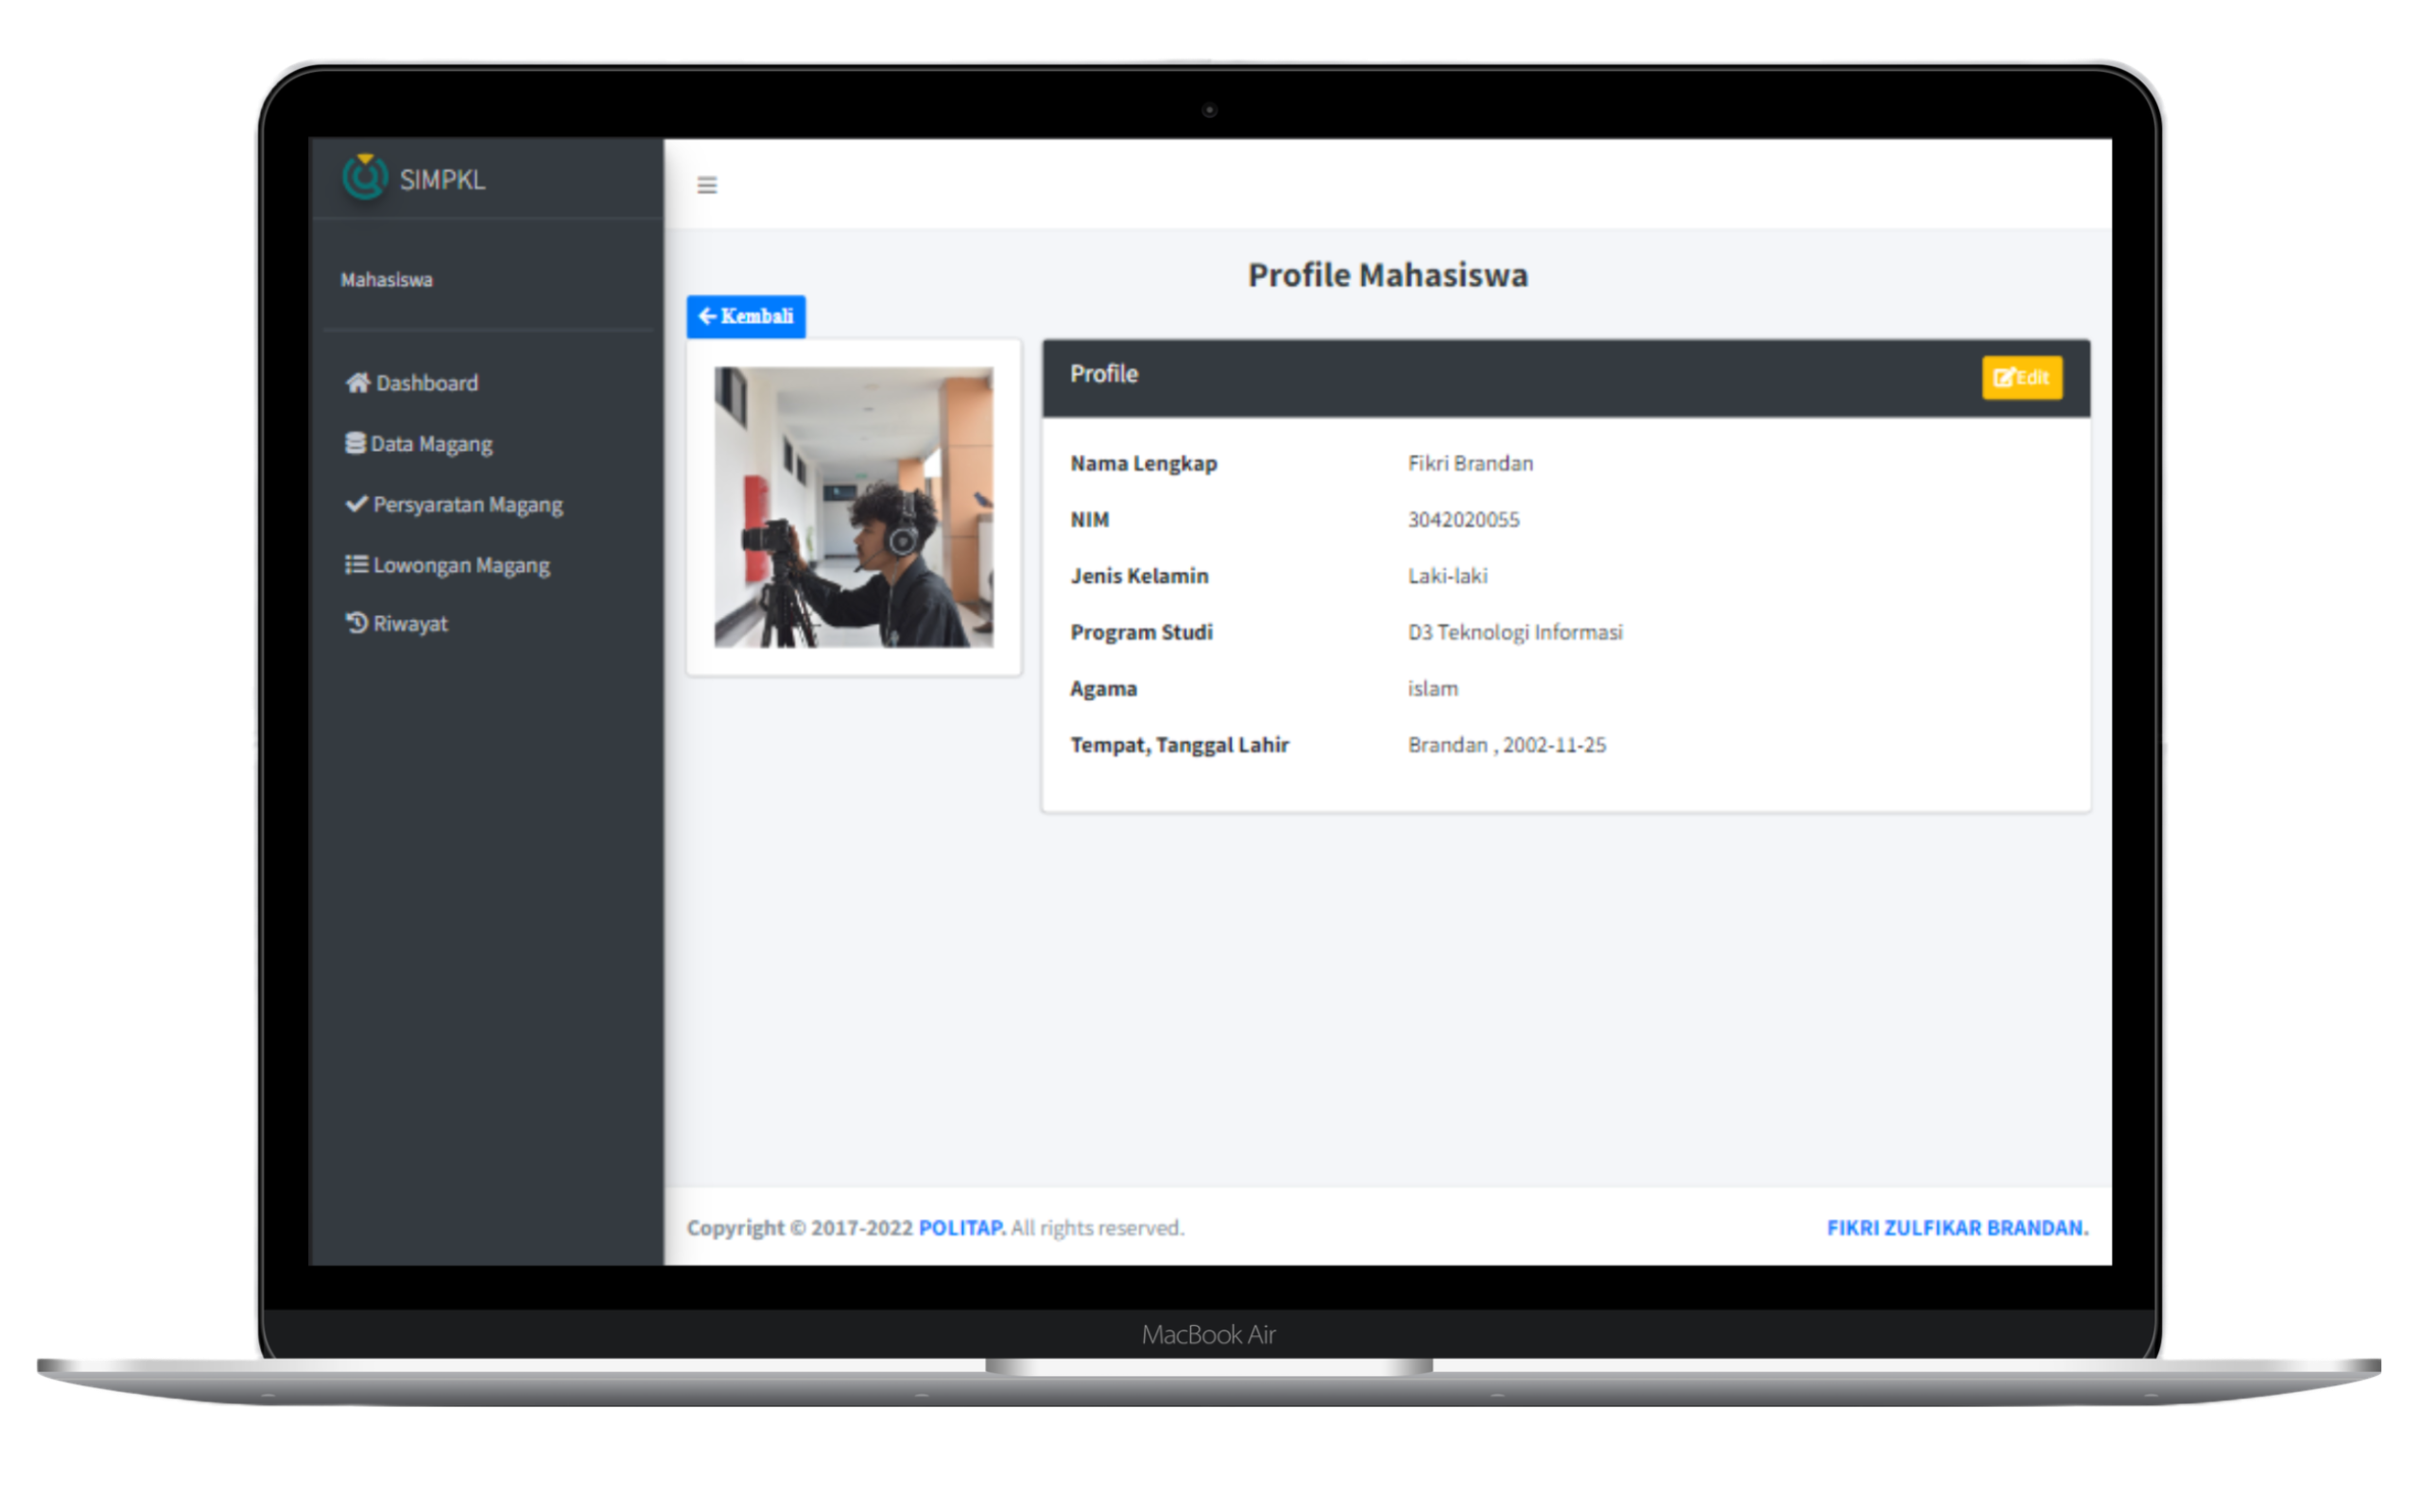 SIMPKL
Mahasiswa
Dashboard
Data Magang
Persyaratan Magang
Lowongan Magang
Riwayat
Profile Mahasiswa
Kembali
Profile
Edit
Nama Lengkap Fikri Brandan
NIM 3042020055
Jenis Kelamin Laki-laki
Program Studi D3 Teknologi Informasi
Agama islam
Tempat, Tanggal Lahir Brandan , 2002-11-25
Copyright © 2017-2022 POLITAP. All rights reserved. FIKRI ZULFIKAR BRANDAN.
MacBook Air